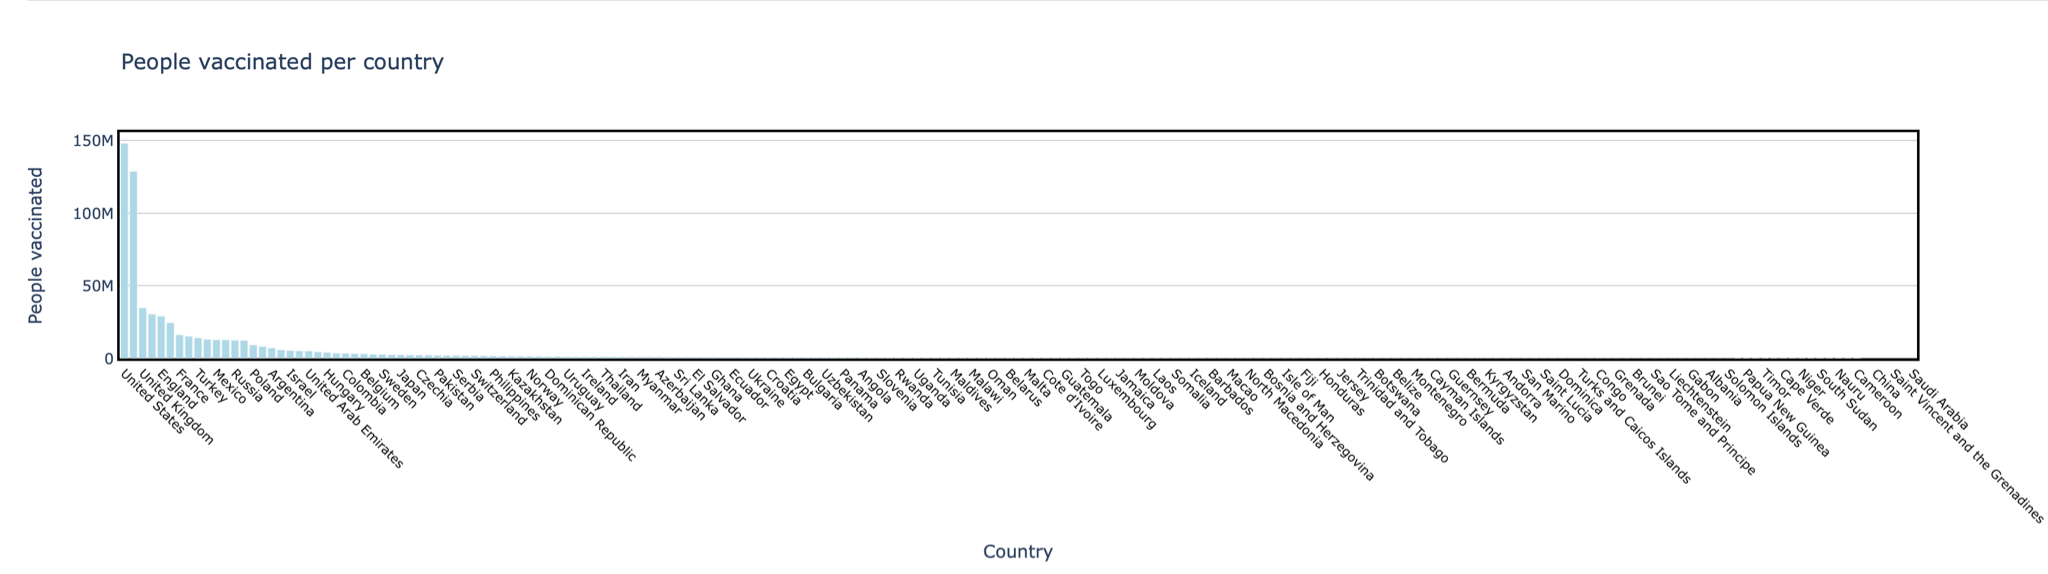 People vaccinated per country
People vaccinated
150M
100M
50M
0
United States
United Kingdom
England
France
Turkey
Mexico
Russia
Poland
Argentina
Israel
United Arab Emirates
Hungary
Colombia
Belgium
Sweden
Japan
Czechia
Pakistan
Serbia
Switzerland
Philippines
Kazakhstan
Norway
Dominican Republic
Uruguay
Ireland
Thailand
Iran
Myanmar
Azerbaijan
Sri Lanka
El Salvador
Ghana
Ecuador
Ukraine
Croatia
Egypt
Bulgaria
Uzbekistan
Panama
Angola
Slovenia
Rwanda
Uganda
Tunisia
Maldives
Malawi
Oman
Belarus
Malta
Cote d'Ivoire
Guatemala
Togo
Luxembourg
Jamaica
Moldova
Laos
Somalia
Iceland
Barbados
Macao
North Macedonia
Bosnia and Herzegovina
Isle of Man
Fiji
Honduras
Jersey
Trinidad and Tobago
Botswana
Belize
Montenegro
Cayman Islands
Guernsey
Bermuda
Kyrgyzstan
Andorra
San Marino
Saint Lucia
Dominica
Turks and Caicos Islands
Congo
Grenada
Brunei
Sao Tome and Principe
Liechtenstein
Gabon
Albania
Solomon Islands
Papua New Guinea
Timor
Cape Verde
Niger
South Sudan
Nauru
Cameroon
China
Saint Vincent and the Grenadines
Saudi Arabia
Country